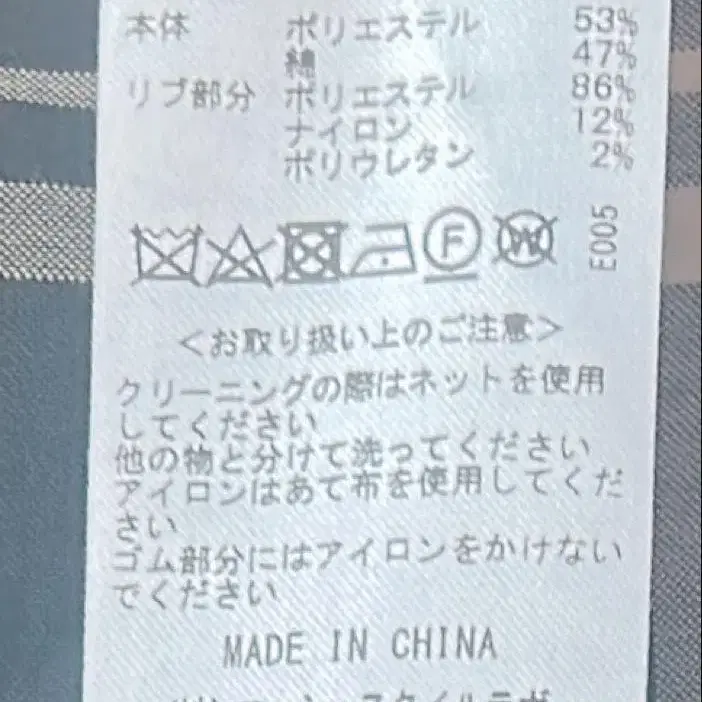 本体 ポリエステル 53%
綿 47%
リブ部分 ポリエステル 86%
ナイロン 12%
ポリウレタン 2%
F W E005
＜お取り扱い上のご注意＞
クリーニングの際はネットを使用
してください
他の物と分けて洗ってください
アイロンはあて布を使用してくだ
さい
ゴム部分にはアイロンをかけない
でください
MADE IN CHINA